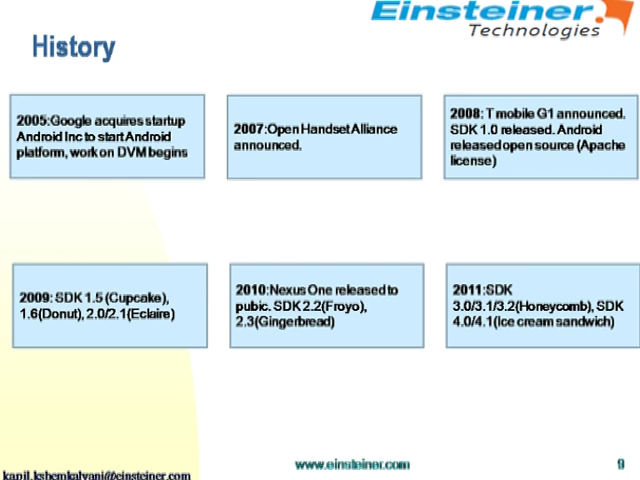 Einsteiner
Technologies
History
2005:Google acquires startup
Android Inc to start Android
platform, work on DVM begins
2007:Open Handset Alliance
announced.
2008: T mobile G1 announced.
SDK 1.0 released. Android
released open source (Apache
license)
2009: SDK 1.5 (Cupcake),
1.6(Donut), 2.0/2.1(Eclaire)
2010:Nexus One released to
pubic. SDK 2.2(Froyo),
2.3(Gingerbread)
2011:SDK
3.0/3.1/3.2(Honeycomb), SDK
4.0/4.1(Ice cream sandwich)
kapil.kshemkalyani@einsteiner.com
www.einsteiner.com
9